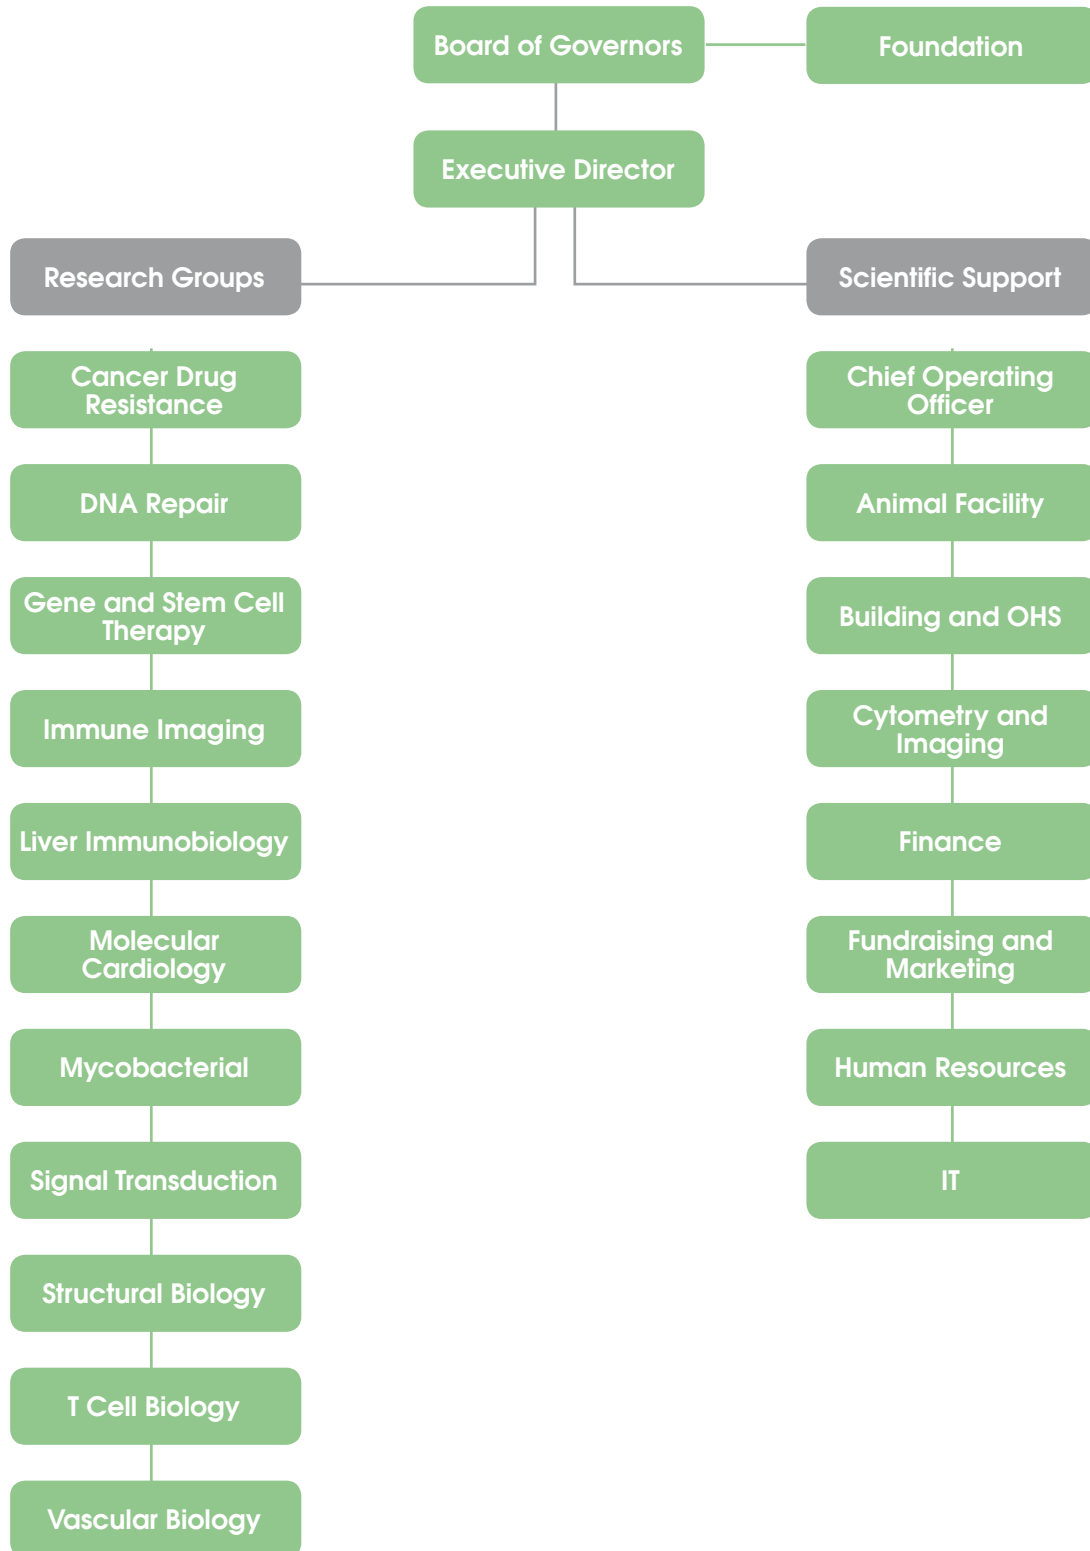 Board of Governors
Foundation
Executive Director
Research Groups
Scientific Support
Cancer Drug
Resistance
Chief Operating
Officer
DNA Repair
Animal Facility
Gene and Stem Cell
Therapy
Building and OHS
Immune Imaging
Cytometry and
Imaging
Liver Immunobiology
Finance
Molecular
Cardiology
Fundraising and
Marketing
Mycobacterial
Human Resources
Signal Transduction
IT
Structural Biology
T Cell Biology
Vascular Biology